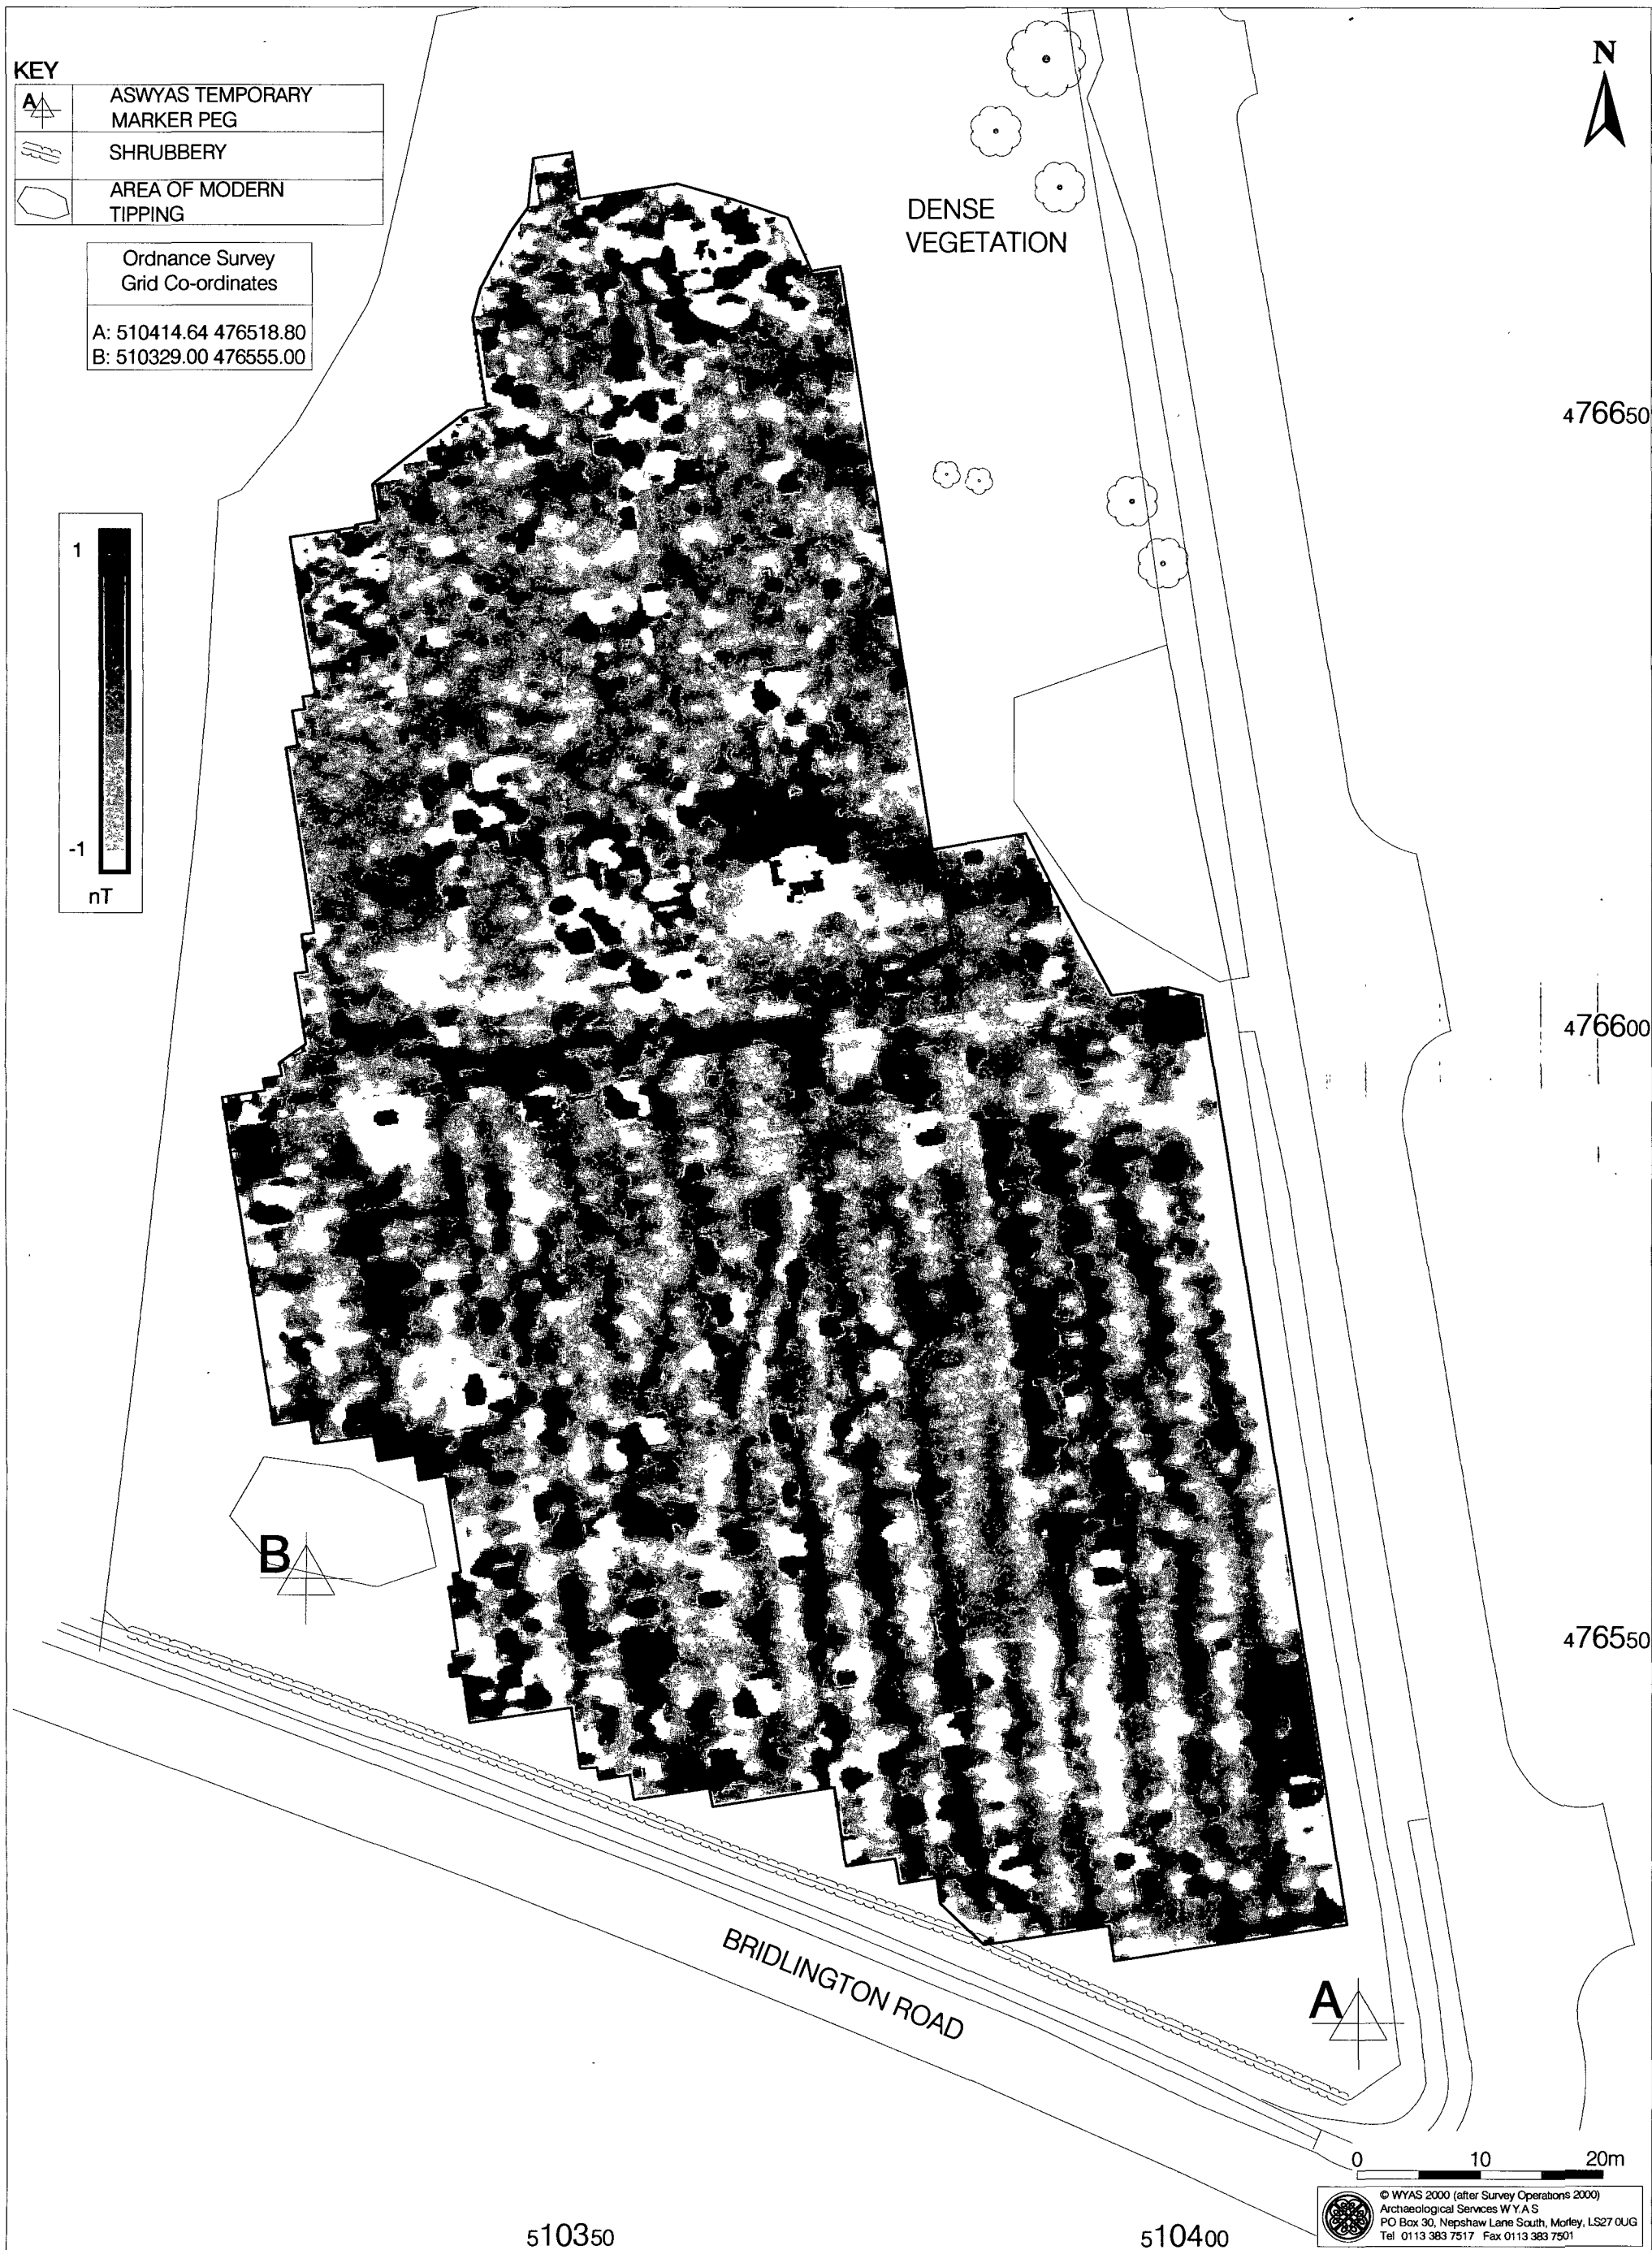 KEY
A
ASWYAS TEMPORARY
MARKER PEG
SHRUBBERY
AREA OF MODERN
TIPPING
Ordnance Survey
Grid Co-ordinates
A: 510414.64 476518.80
B: 510329.00 476555.00
N
DENSE
VEGETATION
476650
1
-1
nT
476600
B
476550
BRIDLINGTON ROAD
A
0 10 20m
© WYAS 2000 (after Survey Operations 2000)
Archaeological Services W.Y.A.S
PO Box 30, Nepshaw Lane South, Morley, LS27 0UG
Tel 0113 383 7517 Fax 0113 383 7501
510350
510400